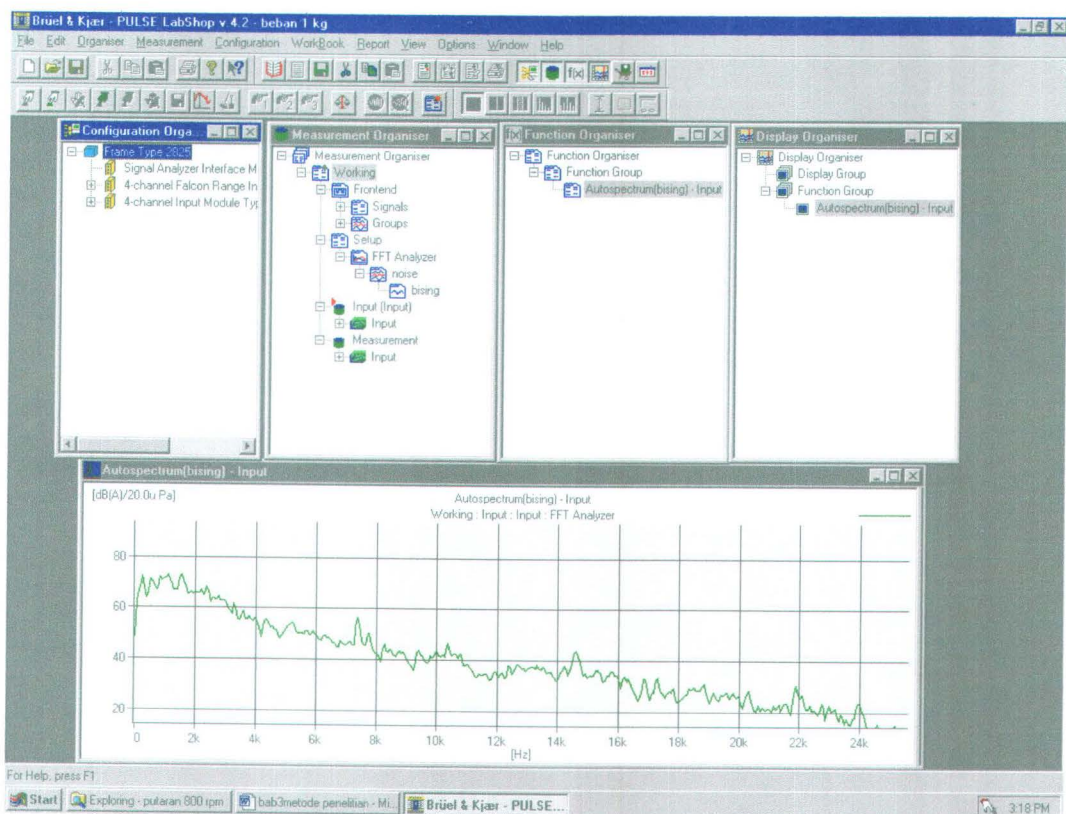 Brüel & Kjær - PULSE LabShop v 4.2 - beban 1 kg
File Edit Organiser Measurement Configuration WorkBook Report View Options Window Help
Configuration Orga...
Frame Type 2825
Signal Analyzer Interface M
4-channel Falcon Range In
4-channel Input Module Typ
Measurement Organiser
Measurement Organiser
Working
Frontend
Signals
Groups
Setup
FFT Analyzer
noise
bising
Input (Input)
Input
Measurement
Input
Function Organiser
Function Organiser
Function Group
Autospectrum(bising) - Input
Display Organiser
Display Organiser
Display Group
Function Group
Autospectrum(bising) - Input
Autospectrum(bising) - Input
[dB(A)/20.0u Pa]
Autospectrum(bising) - Input
Working : Input : Input : FFT Analyzer
80
60
40
20
0 2k 4k 6k 8k 10k 12k 14k 16k 18k 20k 22k 24k
[Hz]
For Help, press F1
Start Exploring - putaran 800 rpm bab3metode penelitian - Mi... Brüel & Kjær - PULSE... 3:18 PM